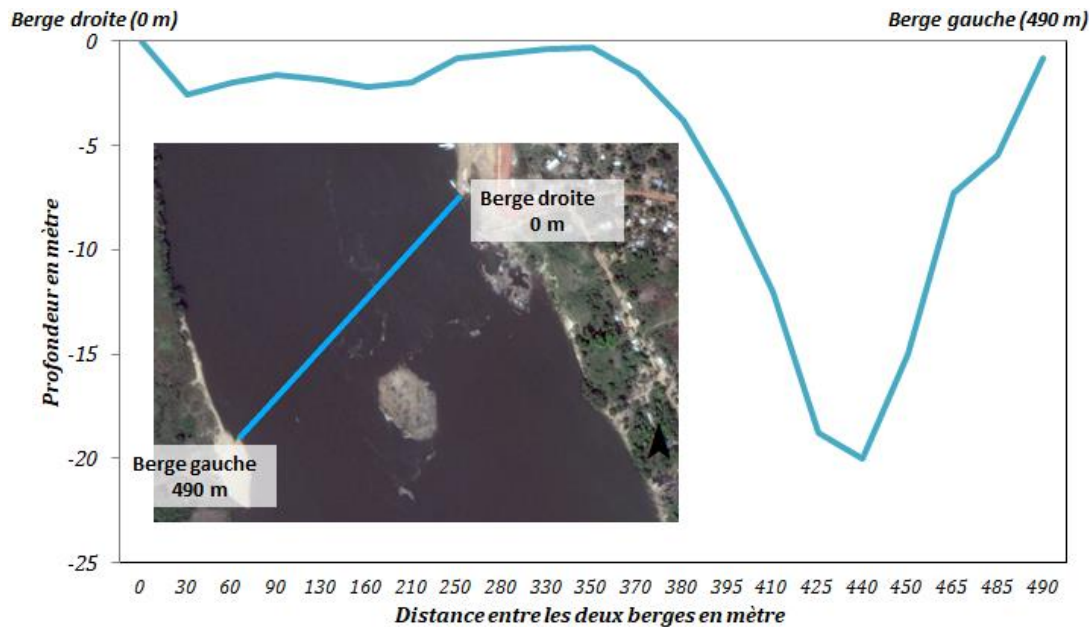 Berge droite (0 m)
Berge gauche (490 m)
0
-5
-10
-15
-20
-25
Profondeur en mètre
Berge droite
0 m
Berge gauche
490 m
0 30 60 90 130 160 210 250 280 330 350 370 380 395 410 425 440 450 465 485 490
Distance entre les deux berges en mètre